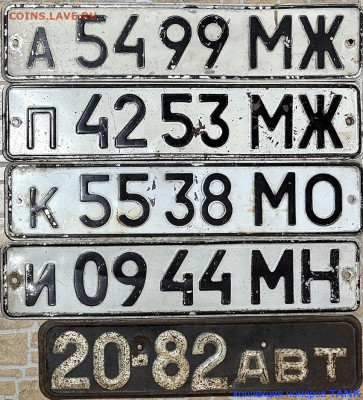 COINS.LAVE.RU
А 54 99 МЖ
П 42 53 МЖ
К 55 38 МО
И 09 44 МН
20-82 АВТ